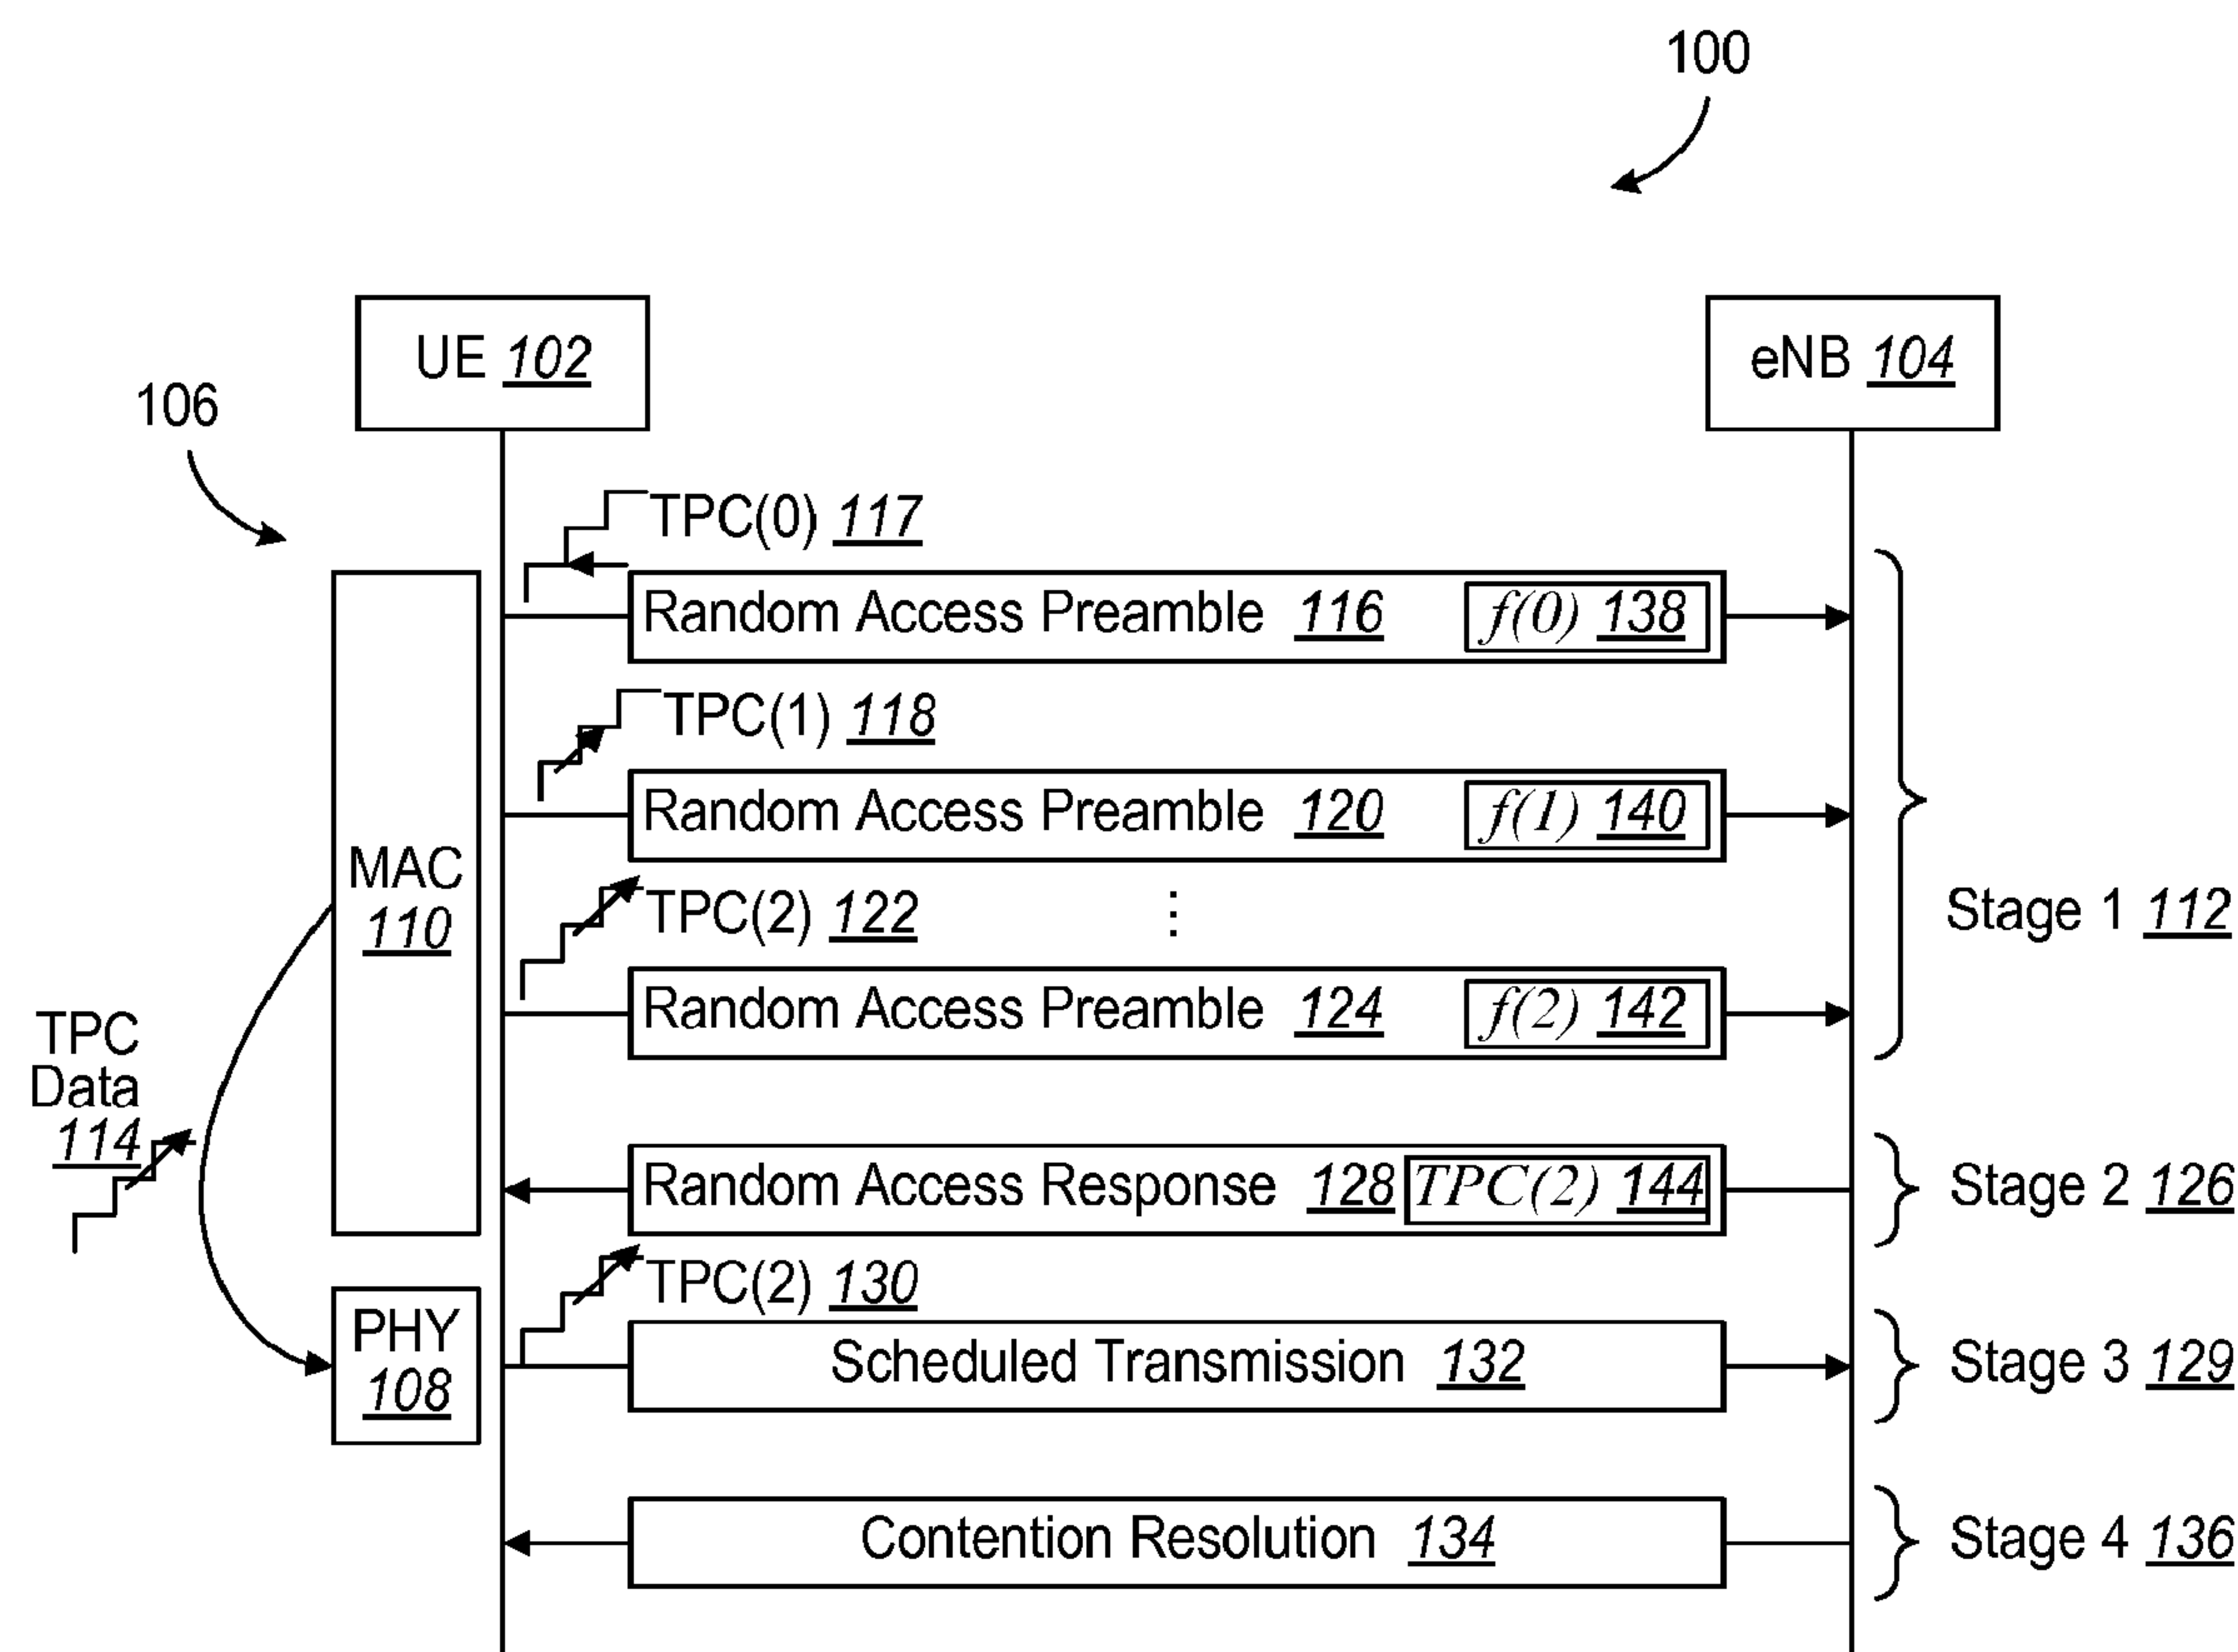 100
UE 102
eNB 104
106
TPC(0) 117
Random Access Preamble 116 f(0) 138
TPC(1) 118
Random Access Preamble 120 f(1) 140
MAC
110
TPC(2) 122
⋮
Stage 1 112
Random Access Preamble 124 f(2) 142
TPC
Data
114
Random Access Response 128 TPC(2) 144
Stage 2 126
TPC(2) 130
PHY
108
Scheduled Transmission 132
Stage 3 129
Contention Resolution 134
Stage 4 136